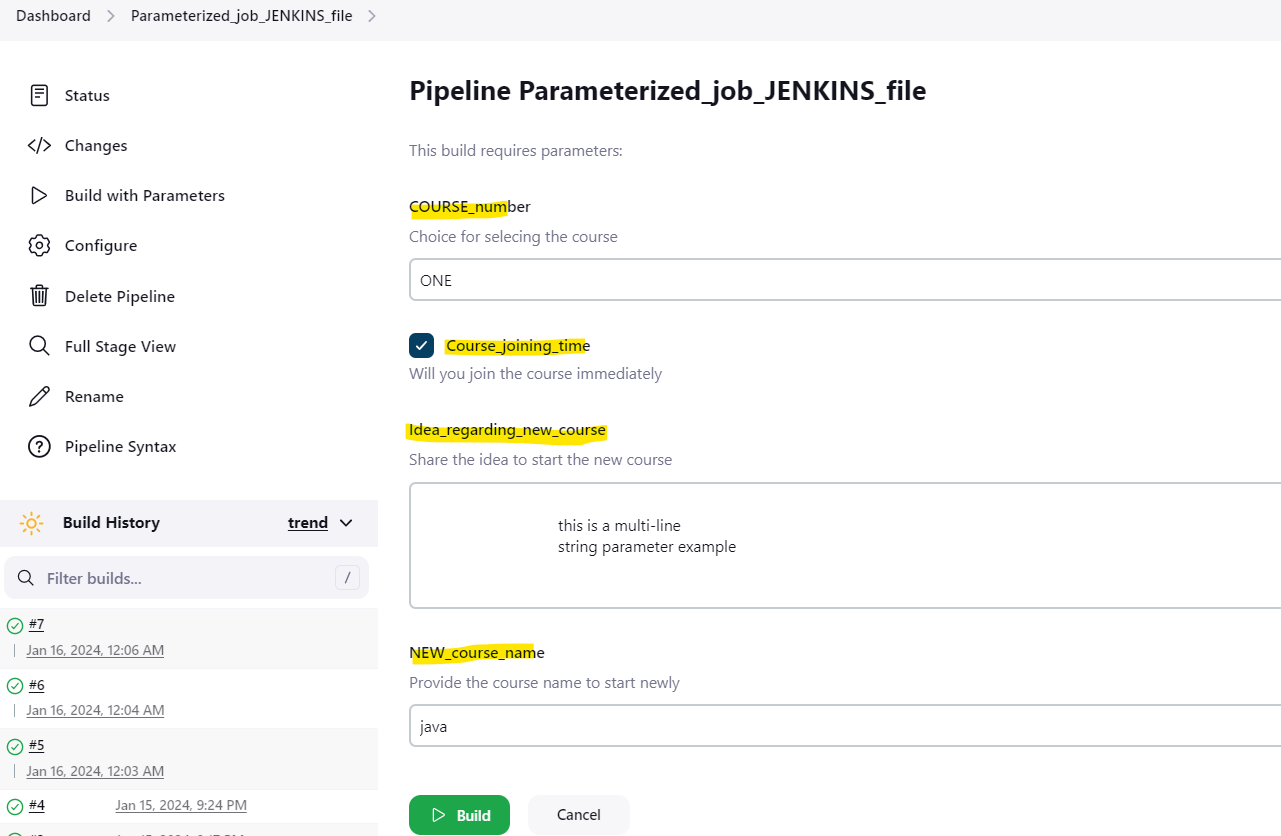 Dashboard > Parameterized_job_JENKINS_file >
Status
Changes
Build with Parameters
Configure
Delete Pipeline
Full Stage View
Rename
Pipeline Syntax
Build History
trend
Filter builds...
/
#7
Jan 16, 2024, 12:06 AM
#6
Jan 16, 2024, 12:04 AM
#5
Jan 16, 2024, 12:03 AM
#4 Jan 15, 2024, 9:24 PM
Pipeline Parameterized_job_JENKINS_file
This build requires parameters:
COURSE_number
Choice for selecing the course
ONE
Course_joining_time
Will you join the course immediately
Idea_regarding_new_course
Share the idea to start the new course
this is a multi-line
string parameter example
NEW_course_name
Provide the course name to start newly
java
Build
Cancel